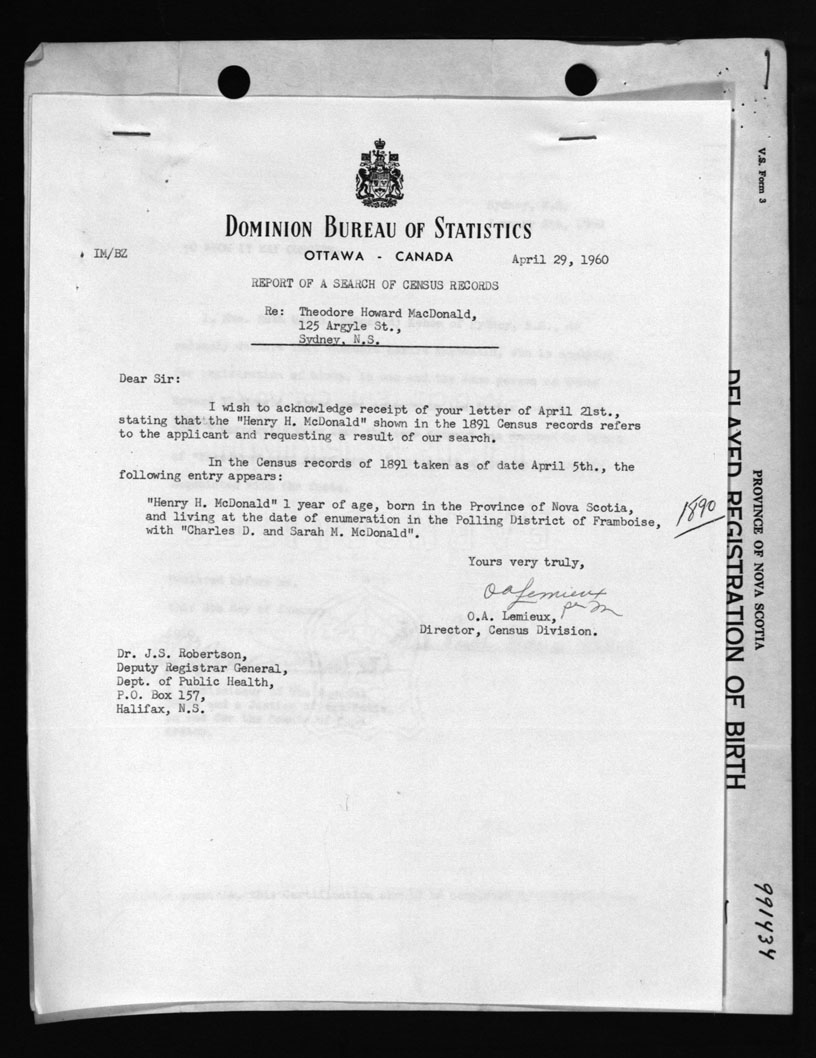 DOMINION BUREAU OF STATISTICS
OTTAWA - CANADA
IM/BZ
April 29, 1960
REPORT OF A SEARCH OF CENSUS RECORDS
Re: Theodore Howard MacDonald,
125 Argyle St.,
Sydney, N.S.
Dear Sir:
I wish to acknowledge receipt of your letter of April 21st.,
stating that the "Henry H. McDonald" shown in the 1891 Census records refers
to the applicant and requesting a result of our search.
In the Census records of 1891 taken as of date April 5th., the
following entry appears:
"Henry H. McDonald" 1 year of age, born in the Province of Nova Scotia,
and living at the date of enumeration in the Polling District of Framboise,
with "Charles D. and Sarah M. McDonald".
1890
Yours very truly,
OALemieux
per
O.A. Lemieux,
Director, Census Division.
Dr. J.S. Robertson,
Deputy Registrar General,
Dept. of Public Health,
P.O. Box 157,
Halifax, N.S.
V.S. Form 3
PROVINCE OF NOVA SCOTIA
DELAYED REGISTRATION OF BIRTH
991434